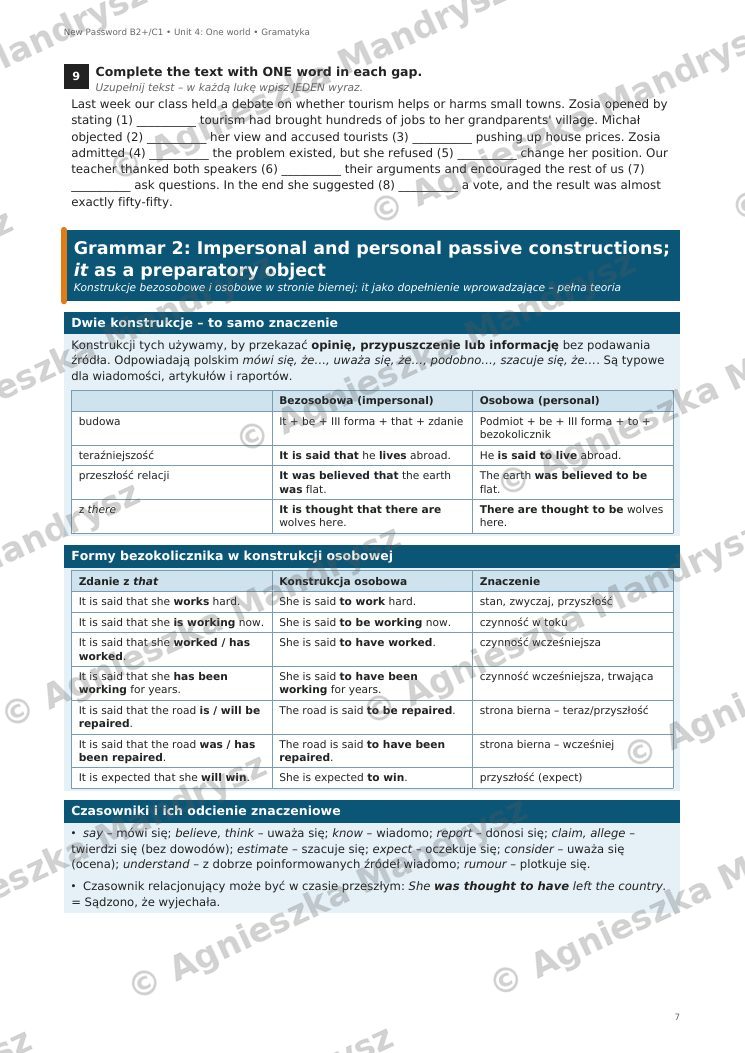 New Password B2+/C1 • Unit 4: One world • Gramatyka
9 Complete the text with ONE word in each gap.
Uzupełnij tekst – w każdą lukę wpisz JEDEN wyraz.
Last week our class held a debate on whether tourism helps or harms small towns. Zosia opened by
stating (1) __________ tourism had brought hundreds of jobs to her grandparents' village. Michał
objected (2) __________ her view and accused tourists (3) __________ pushing up house prices. Zosia
admitted (4) __________ the problem existed, but she refused (5) __________ change her position. Our
teacher thanked both speakers (6) __________ their arguments and encouraged the rest of us (7)
__________ ask questions. In the end she suggested (8) __________ a vote, and the result was almost
exactly fifty-fifty.
Grammar 2: Impersonal and personal passive constructions;
it as a preparatory object
Konstrukcje bezosobowe i osobowe w stronie biernej; it jako dopełnienie wprowadzające – pełna teoria
Dwie konstrukcje – to samo znaczenie
Konstrukcji tych używamy, by przekazać opinię, przypuszczenie lub informację bez podawania
źródła. Odpowiadają polskim mówi się, że…, uważa się, że…, podobno…, szacuje się, że…. Są typowe
dla wiadomości, artykułów i raportów.
Bezosobowa (impersonal) Osobowa (personal)
budowa It + be + III forma + that + zdanie Podmiot + be + III forma + to +
bezokolicznik
teraźniejszość It is said that he lives abroad. He is said to live abroad.
przeszłość relacji It was believed that the earth The earth was believed to be
was flat. flat.
z there It is thought that there are There are thought to be wolves
wolves here. here.
Formy bezokolicznika w konstrukcji osobowej
Zdanie z that Konstrukcja osobowa Znaczenie
It is said that she works hard. She is said to work hard. stan, zwyczaj, przyszłość
It is said that she is working now. She is said to be working now. czynność w toku
It is said that she worked / has She is said to have worked. czynność wcześniejsza
worked.
It is said that she has been She is said to have been czynność wcześniejsza, trwająca
working for years. working for years.
It is said that the road is / will be The road is said to be repaired. strona bierna – teraz/przyszłość
repaired.
It is said that the road was / has The road is said to have been strona bierna – wcześniej
been repaired. repaired.
It is expected that she will win. She is expected to win. przyszłość (expect)
Czasowniki i ich odcienie znaczeniowe
• say – mówi się; believe, think – uważa się; know – wiadomo; report – donosi się; claim, allege –
twierdzi się (bez dowodów); estimate – szacuje się; expect – oczekuje się; consider – uważa się
(ocena); understand – z dobrze poinformowanych źródeł wiadomo; rumour – plotkuje się.
• Czasownik relacjonujący może być w czasie przeszłym: She was thought to have left the country.
= Sądzono, że wyjechała.
7
© Agnieszka Mandrysz